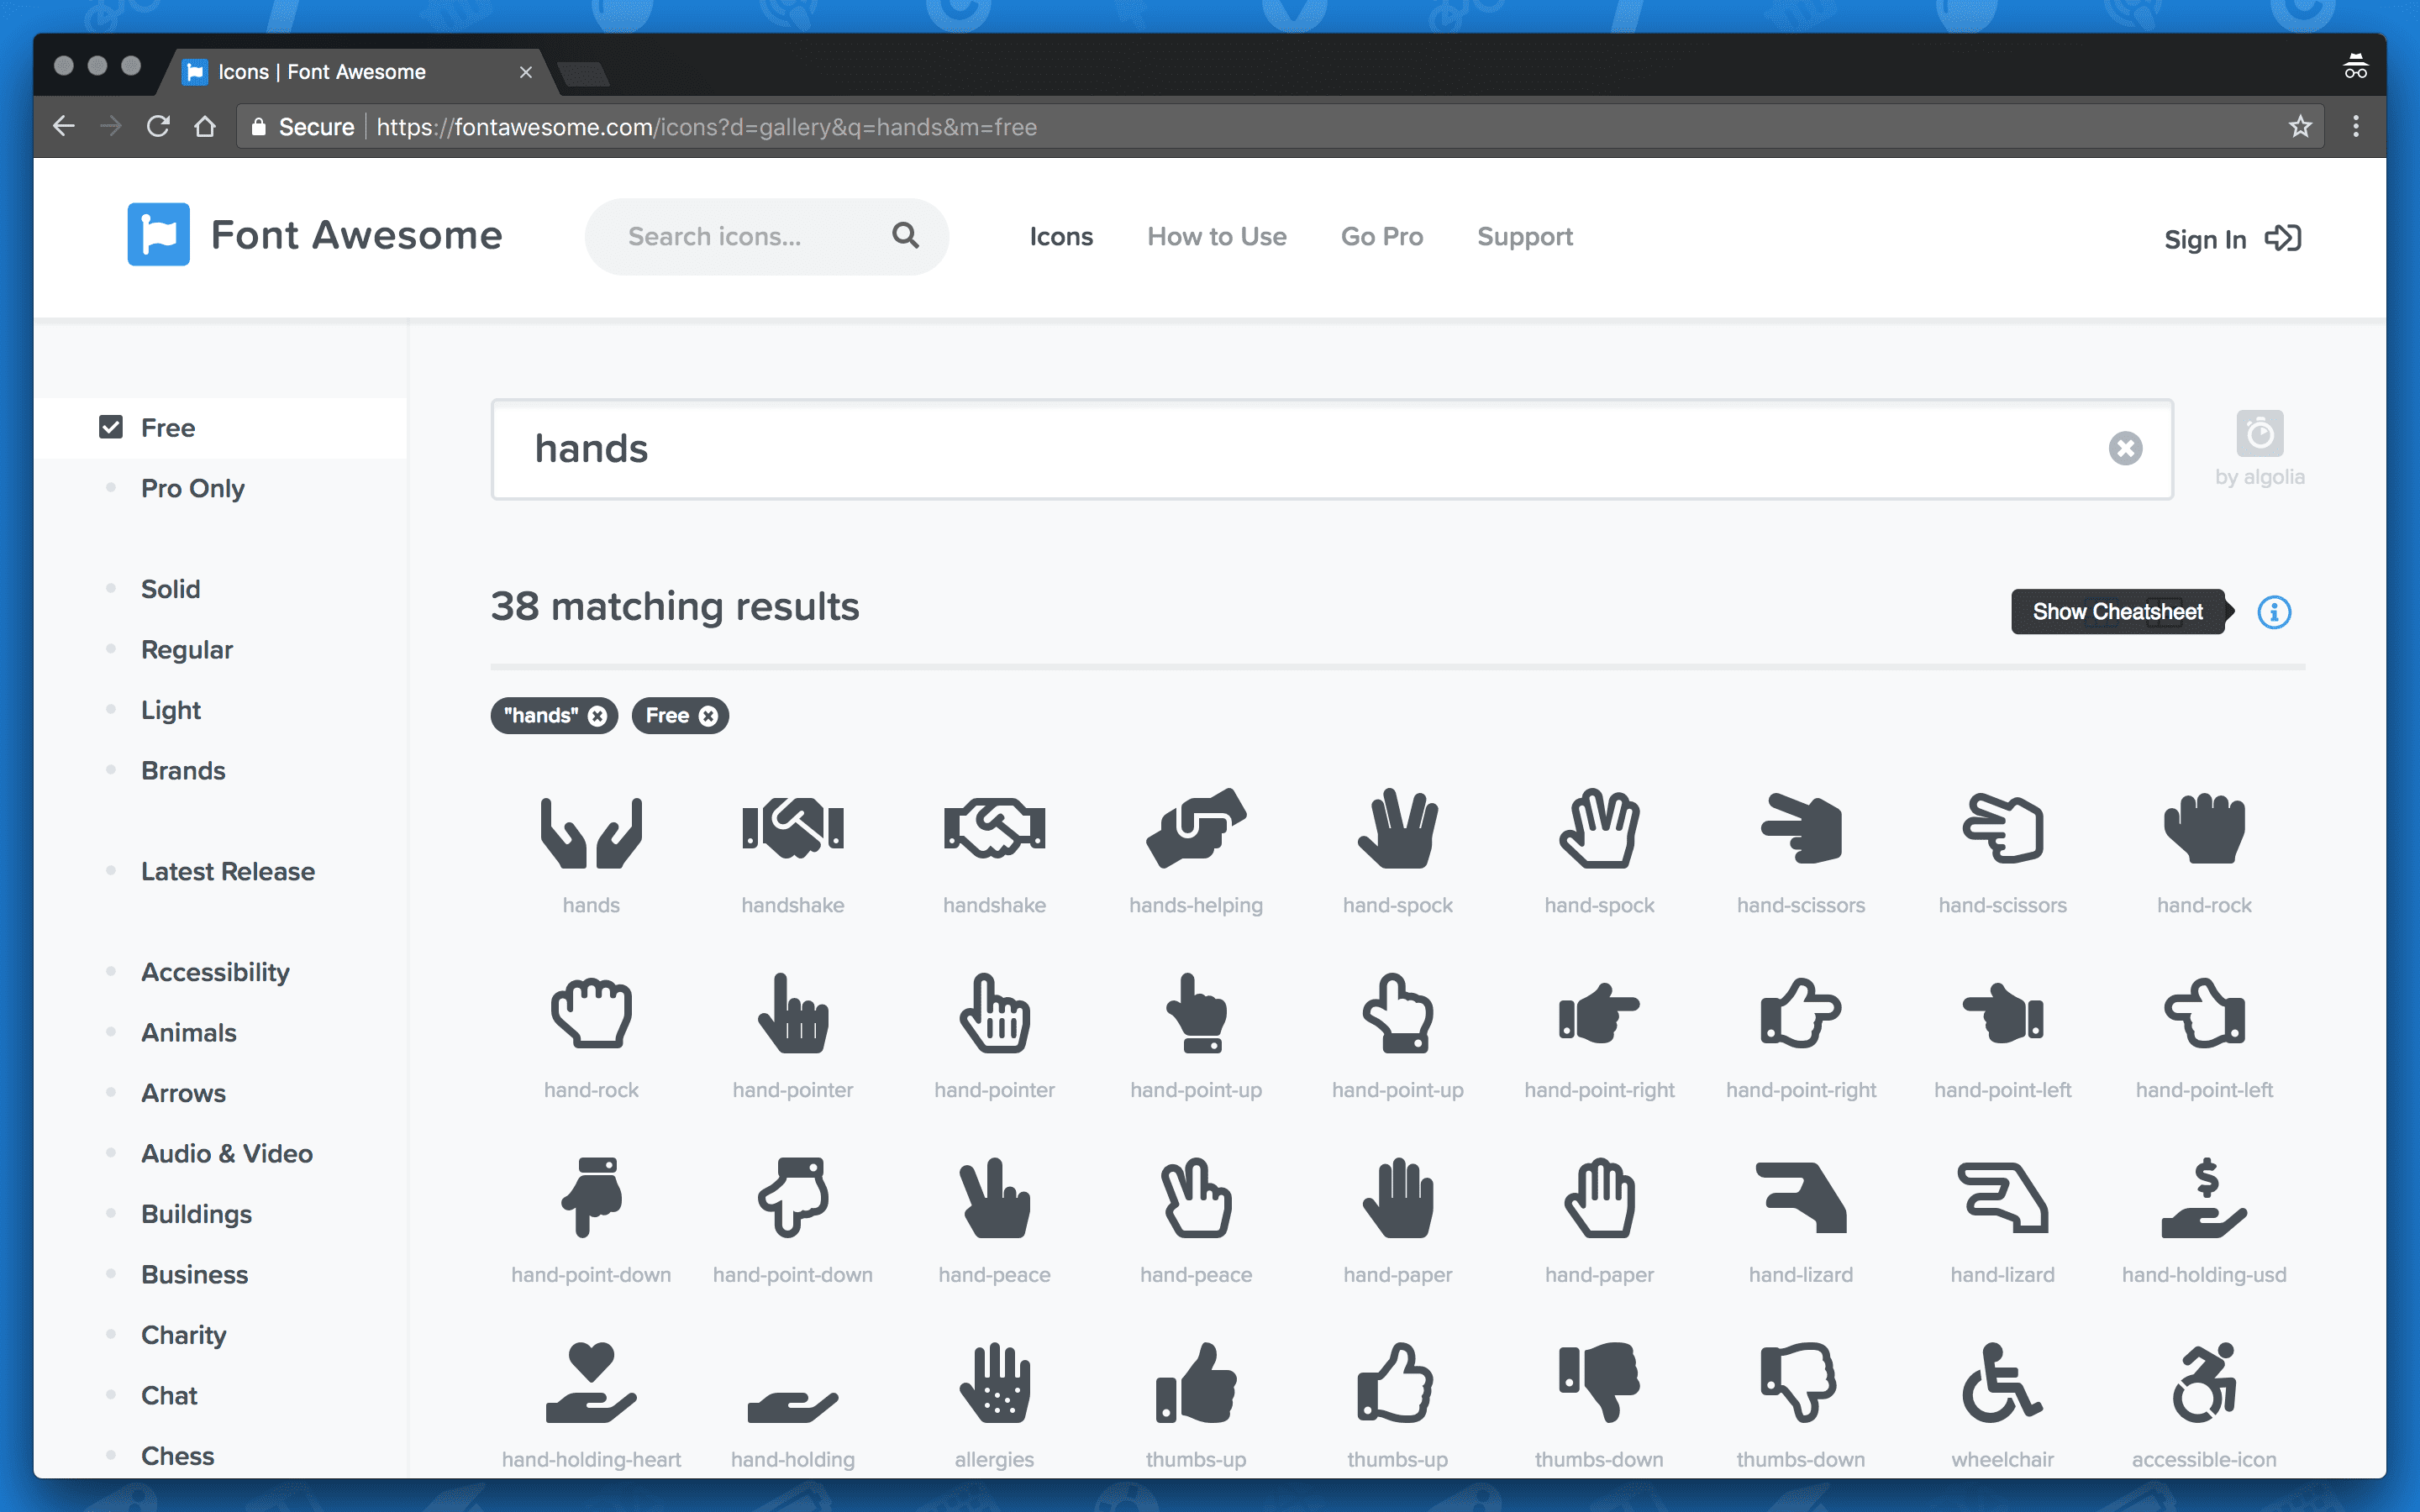 Icons | Font Awesome
Secure https://fontawesome.com/icons?d=gallery&q=hands&m=free
Font Awesome
Search icons...
Icons How to Use Go Pro Support
Sign In
Free
Pro Only
Solid
Regular
Light
Brands
Latest Release
Accessibility
Animals
Arrows
Audio & Video
Buildings
Business
Charity
Chat
Chess
hands
by algolia
38 matching results
Show Cheatsheet
"hands" Free
hands handshake handshake hands-helping hand-spock hand-spock hand-scissors hand-scissors hand-rock
hand-rock hand-pointer hand-pointer hand-point-up hand-point-up hand-point-right hand-point-right hand-point-left hand-point-left
$
hand-point-down hand-point-down hand-peace hand-peace hand-paper hand-paper hand-lizard hand-lizard hand-holding-usd
hand-holding-heart hand-holding allergies thumbs-up thumbs-up thumbs-down thumbs-down wheelchair accessible-icon